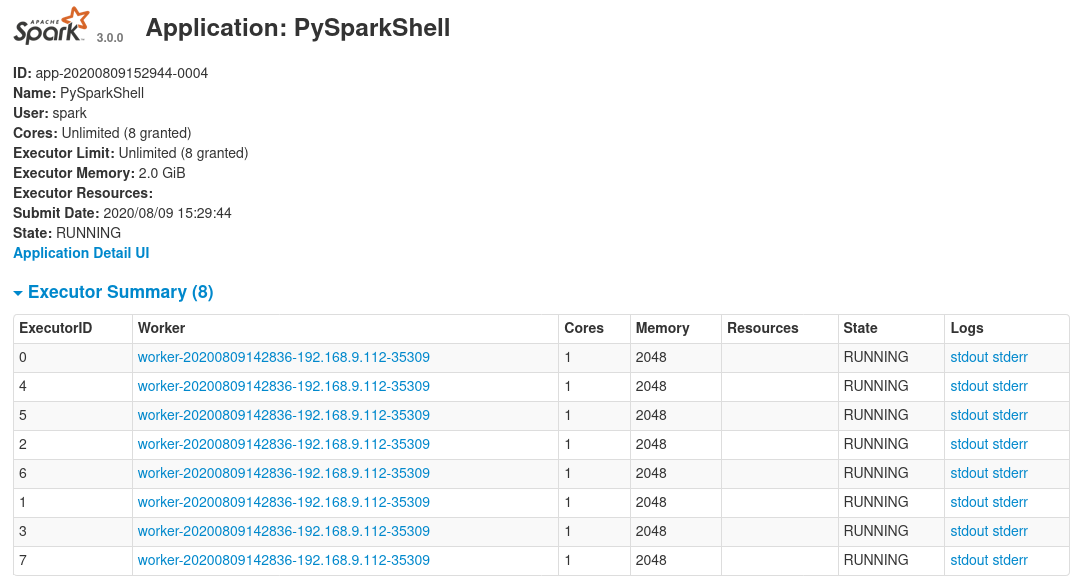 APACHE
Spark 3.0.0 Application: PySparkShell
ID: app-20200809152944-0004
Name: PySparkShell
User: spark
Cores: Unlimited (8 granted)
Executor Limit: Unlimited (8 granted)
Executor Memory: 2.0 GiB
Executor Resources:
Submit Date: 2020/08/09 15:29:44
State: RUNNING
Application Detail UI
Executor Summary (8)
ExecutorID Worker Cores Memory Resources State Logs
0 worker-20200809142836-192.168.9.112-35309 1 2048 RUNNING stdout stderr
4 worker-20200809142836-192.168.9.112-35309 1 2048 RUNNING stdout stderr
5 worker-20200809142836-192.168.9.112-35309 1 2048 RUNNING stdout stderr
2 worker-20200809142836-192.168.9.112-35309 1 2048 RUNNING stdout stderr
6 worker-20200809142836-192.168.9.112-35309 1 2048 RUNNING stdout stderr
1 worker-20200809142836-192.168.9.112-35309 1 2048 RUNNING stdout stderr
3 worker-20200809142836-192.168.9.112-35309 1 2048 RUNNING stdout stderr
7 worker-20200809142836-192.168.9.112-35309 1 2048 RUNNING stdout stderr